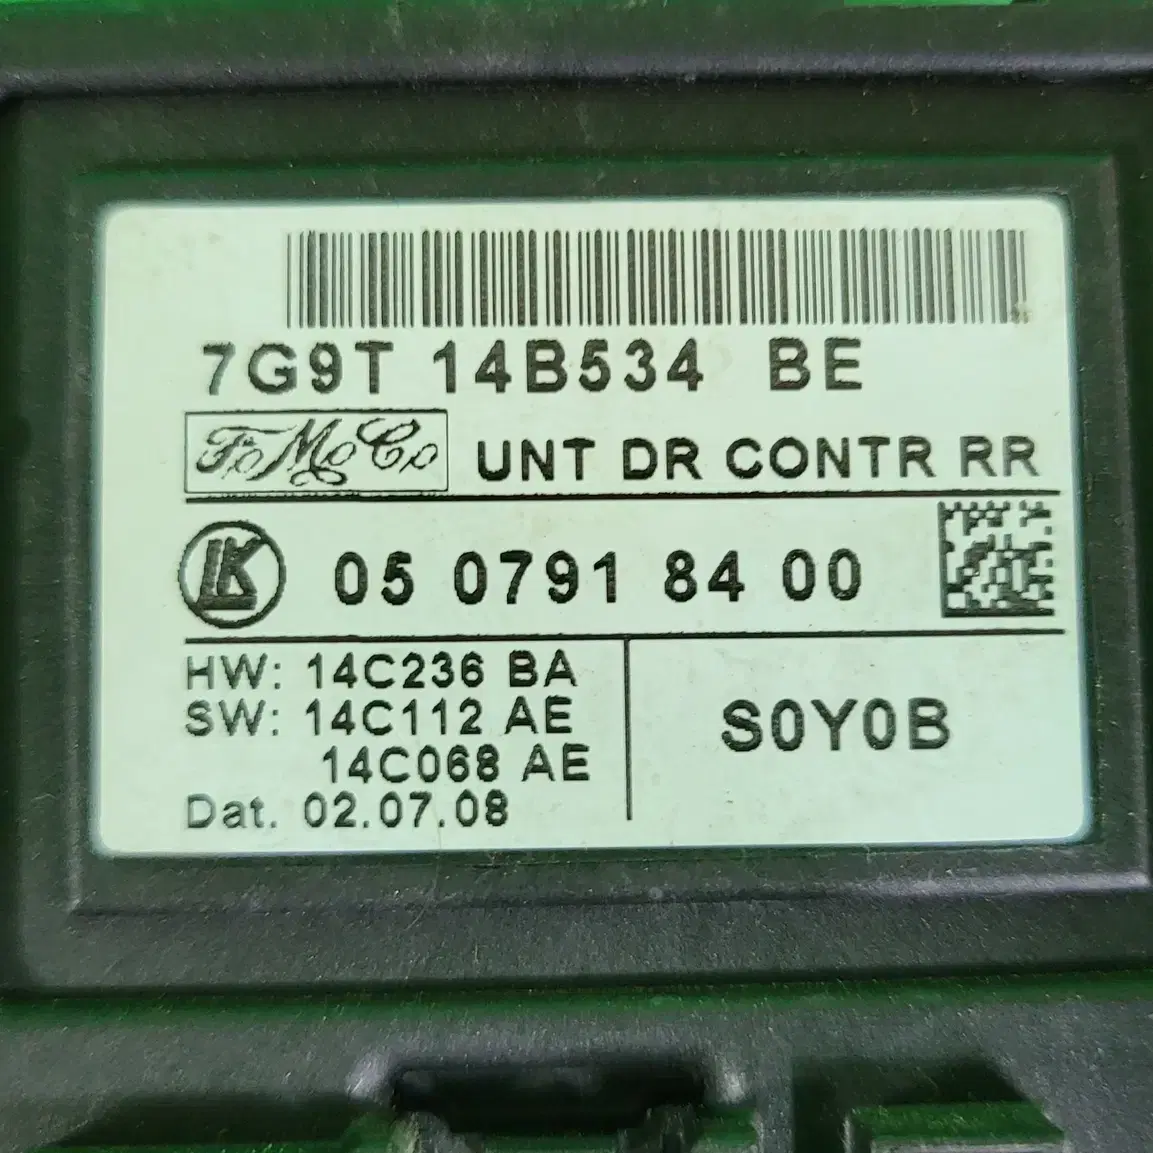 7G9T 14B534 BE
FoMoCo UNT DR CONTR RR
LK 05 0791 84 00
HW: 14C236 BA
SW: 14C112 AE
14C068 AE
Dat. 02.07.08
S0Y0B